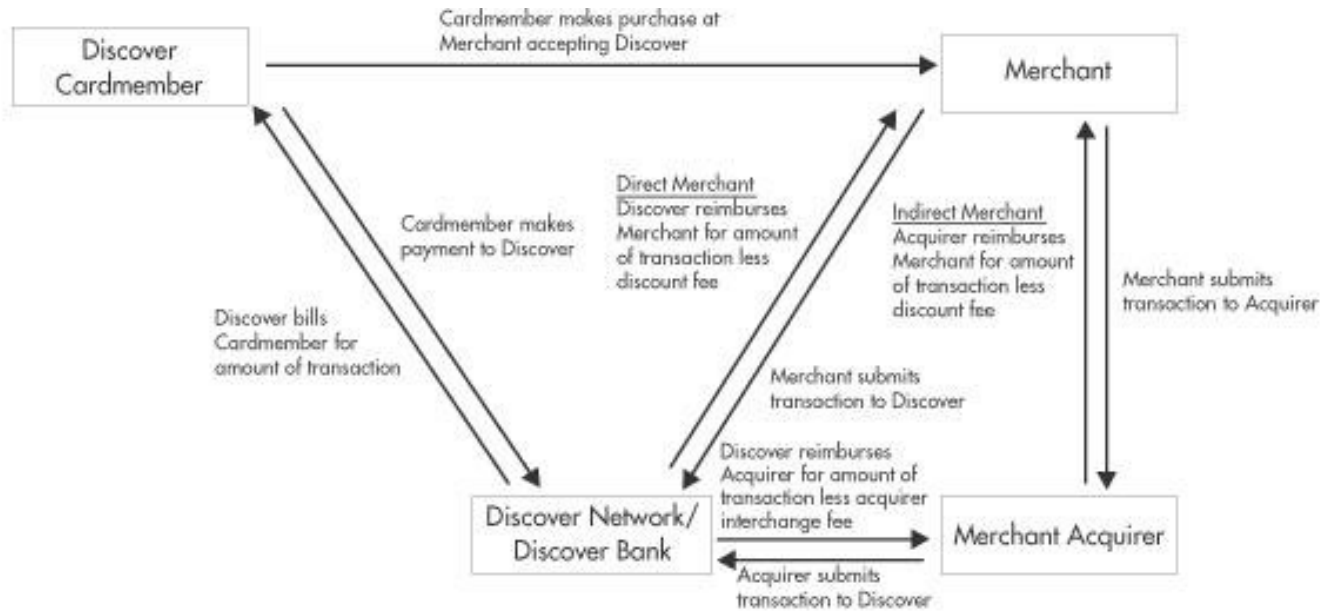 Cardmember makes purchase at
Merchant accepting Discover
Discover
Cardmember
Merchant
Direct Merchant
Discover reimburses
Merchant for amount
of transaction less
discount fee
Indirect Merchant
Acquirer reimburses
Merchant for amount
of transaction less
discount fee
Cardmember makes
payment to Discover
Merchant submits
transaction to Acquirer
Discover bills
Cardmember for
amount of transaction
Merchant submits
transaction to Discover
Discover reimburses
Acquirer for amount of
transaction less acquirer
interchange fee
Discover Network/
Discover Bank
Merchant Acquirer
Acquirer submits
transaction to Discover